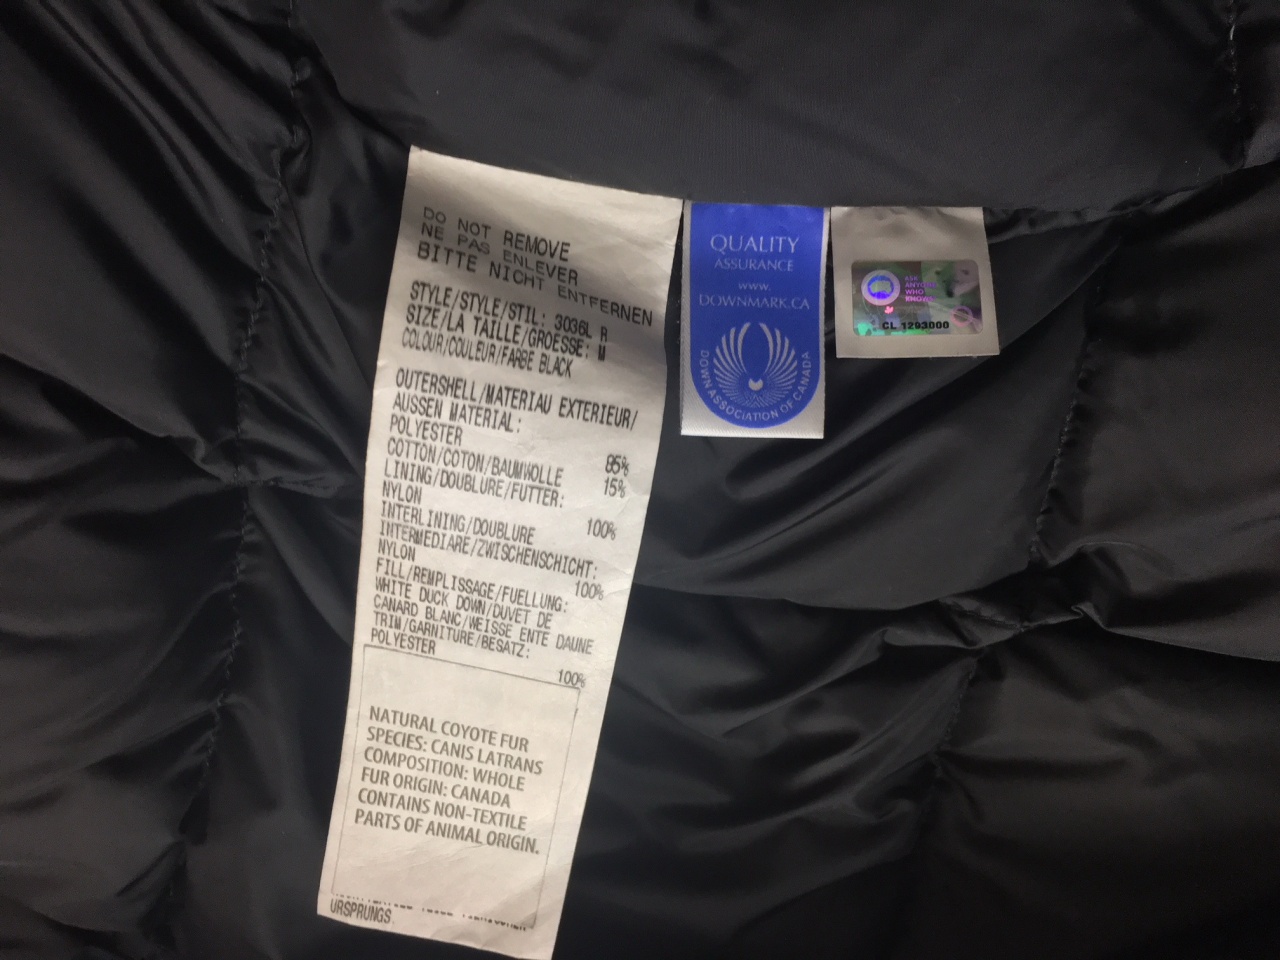 DO NOT REMOVE
NE PAS ENLEVER
BITTE NICHT ENTFERNEN
STYLE/STYLE/STIL: 3036L R
SIZE/LA TAILLE/GROESSE: M
COLOUR/COULEUR/FARBE BLACK
OUTERSHELL/MATERIAU EXTERIEUR/
AUSSEN MATERIAL:
POLYESTER 85%
COTTON/COTON/BAUMWOLLE 15%
LINING/DOUBLURE/FUTTER:
NYLON 100%
INTERLINING/DOUBLURE
INTERMEDIARE/ZWISCHENSCHICHT:
NYLON 100%
FILL/REMPLISSAGE/FUELLUNG:
WHITE DUCK DOWN/DUVET DE
CANARD BLANC/WEISSE ENTE DAUNE
TRIM/GARNITURE/BESATZ:
POLYESTER 100%
NATURAL COYOTE FUR
SPECIES: CANIS LATRANS
COMPOSITION: WHOLE
FUR ORIGIN: CANADA
CONTAINS NON-TEXTILE
PARTS OF ANIMAL ORIGIN.
URSPRUNGS
QUALITY
ASSURANCE
www.
DOWNMARK.CA
DOWN ASSOCIATION OF CANADA
ASK
ANYONE
WHO
KNOWS
CL 1293000